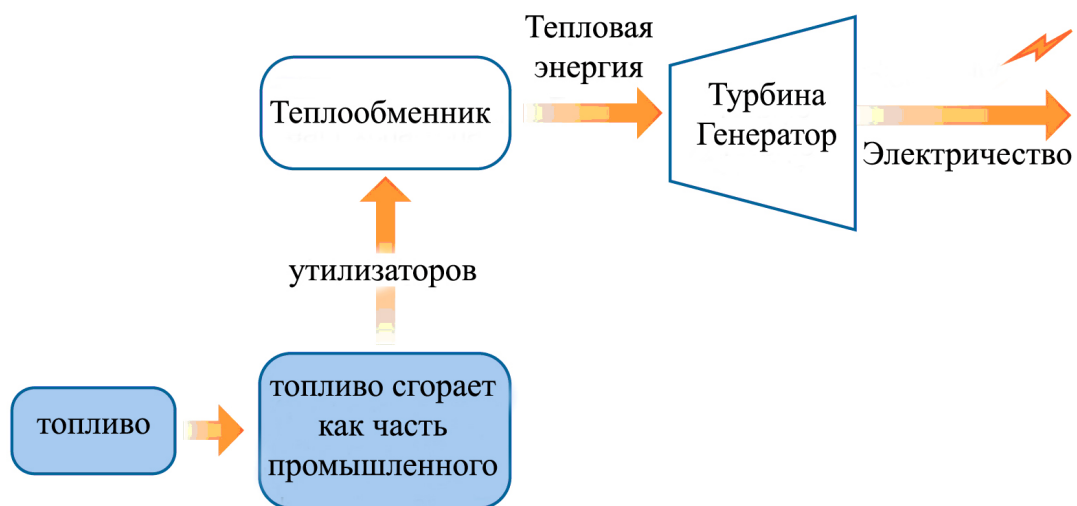 Тепловая
энергия
Теплообменник
Турбина
Генератор
Электричество
утилизаторов
топливо
топливо сгорает
как часть
промышленного